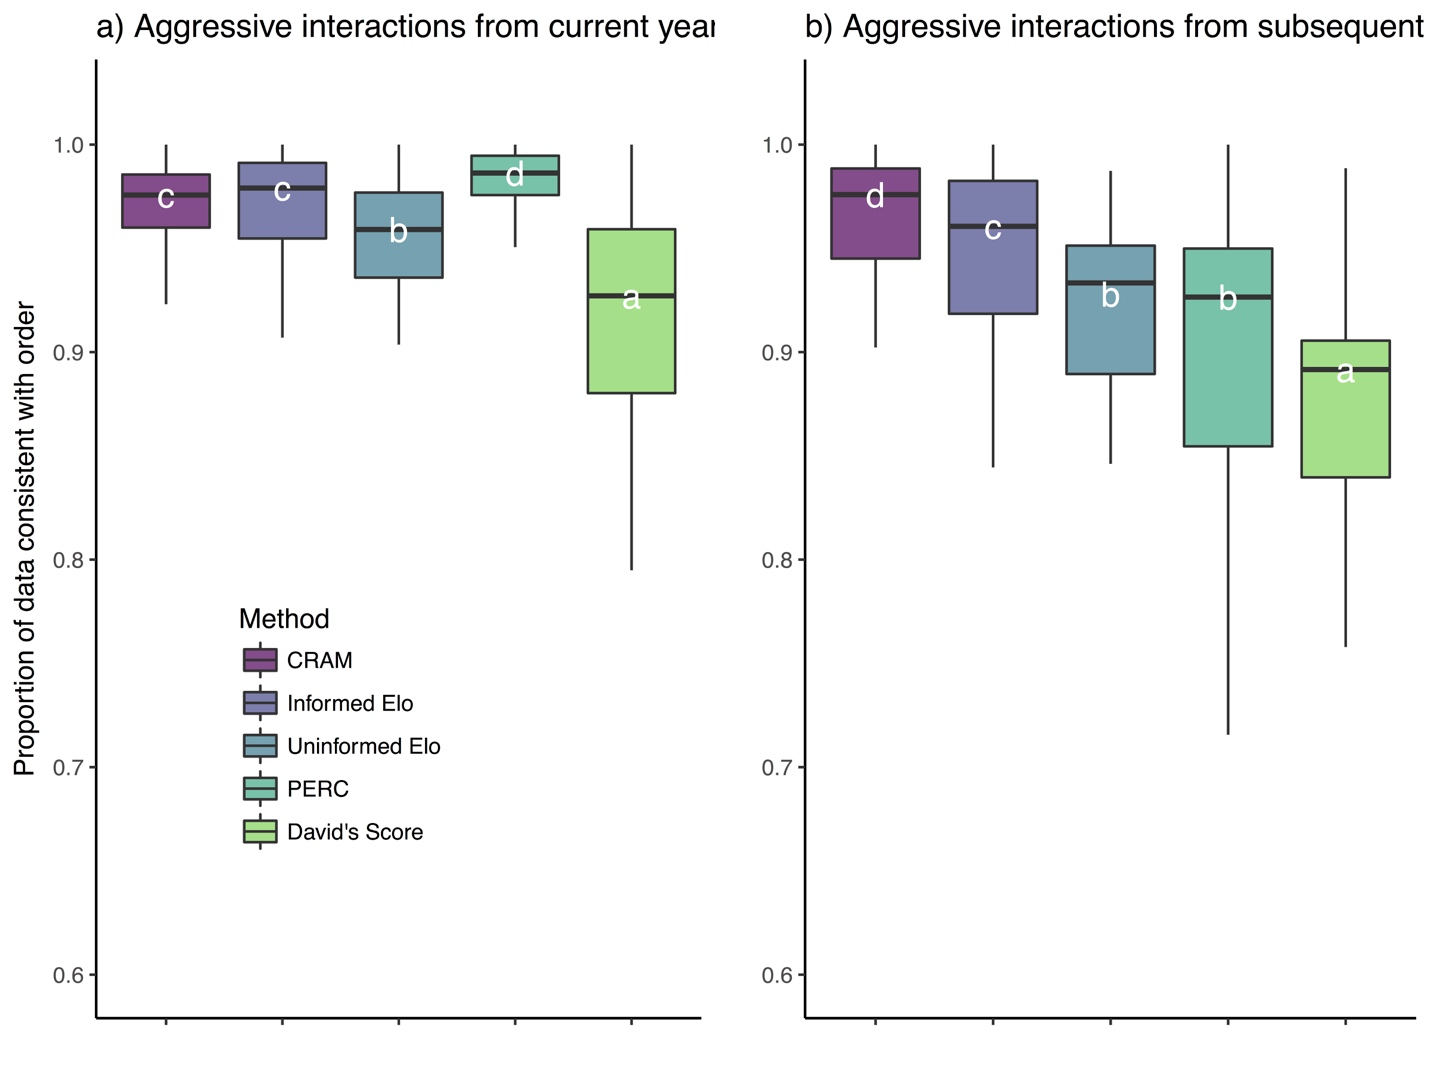 a) Aggressive interactions from current year
b) Aggressive interactions from subsequent
Proportion of data consistent with order
1.0
0.9
0.8
0.7
0.6
c
c
b
d
a
Method
CRAM
Informed Elo
Uninformed Elo
PERC
David's Score
1.0
0.9
0.8
0.7
0.6
d
c
b
b
a